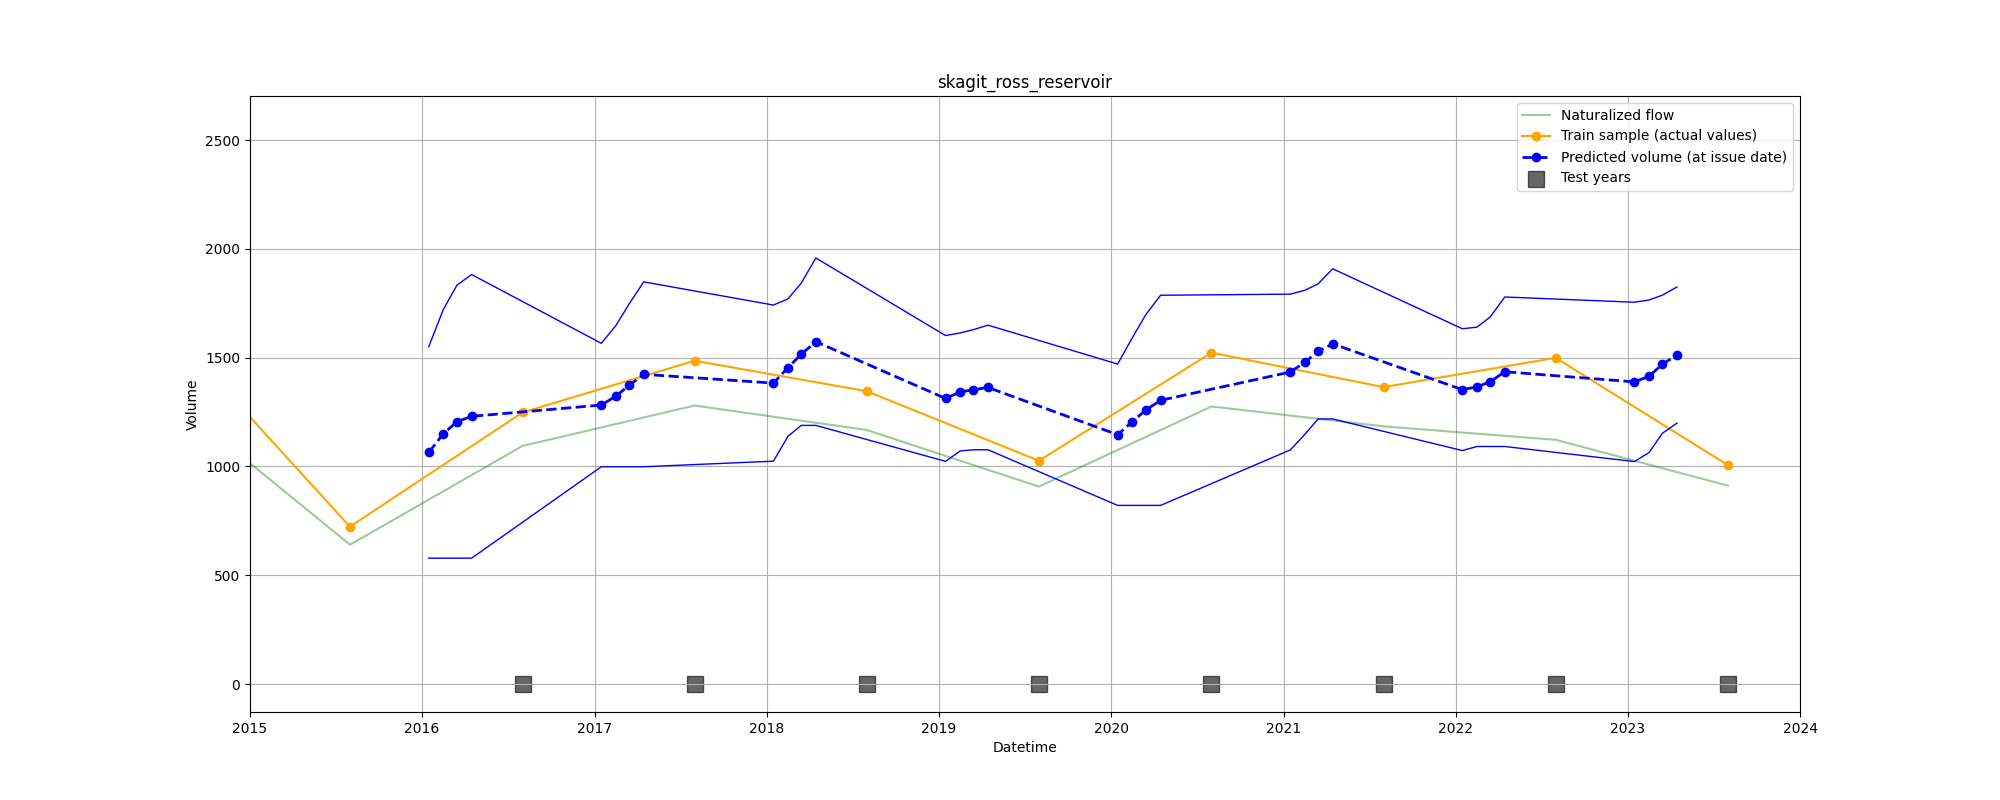 skagit_ross_reservoir
Naturalized flow
Train sample (actual values)
Predicted volume (at issue date)
Test years
Volume
2500
2000
1500
1000
500
0
2015 2016 2017 2018 2019 2020 2021 2022 2023 2024
Datetime